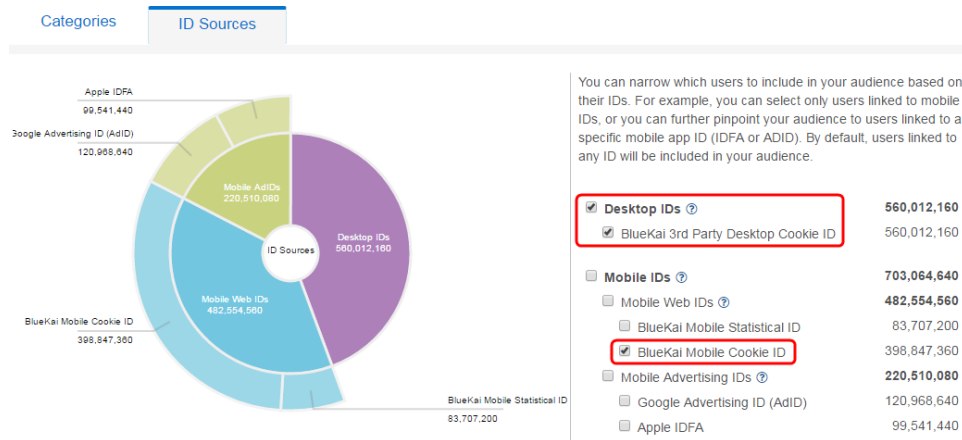 Categories
ID Sources
Apple IDFA
99,541,440
Google Advertising ID (AdID)
120,968,640
Mobile AdIDs
220,510,080
Desktop IDs
560,012,160
ID Sources
Mobile Web IDs
482,554,560
BlueKai Mobile Cookie ID
398,847,360
BlueKai Mobile Statistical ID
83,707,200
You can narrow which users to include in your audience based on
their IDs. For example, you can select only users linked to mobile
IDs, or you can further pinpoint your audience to users linked to a
specific mobile app ID (IDFA or ADID). By default, users linked to
any ID will be included in your audience.
Desktop IDs ? 560,012,160
BlueKai 3rd Party Desktop Cookie ID 560,012,160
Mobile IDs ? 703,064,640
Mobile Web IDs ? 482,554,560
BlueKai Mobile Statistical ID 83,707,200
BlueKai Mobile Cookie ID 398,847,360
Mobile Advertising IDs ? 220,510,080
Google Advertising ID (AdID) 120,968,640
Apple IDFA 99,541,440